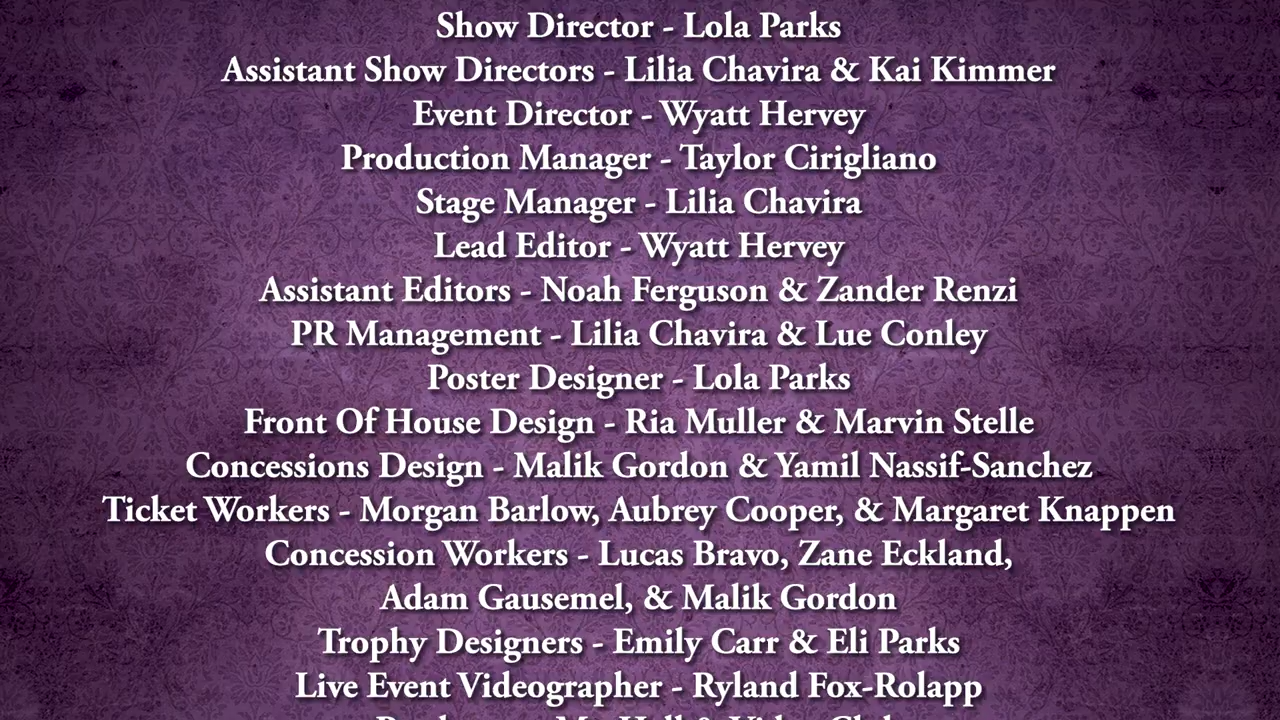 Show Director - Lola Parks
Assistant Show Directors - Lilia Chavira & Kai Kimmer
Event Director - Wyatt Hervey
Production Manager - Taylor Cirigliano
Stage Manager - Lilia Chavira
Lead Editor - Wyatt Hervey
Assistant Editors - Noah Ferguson & Zander Renzi
PR Management - Lilia Chavira & Lue Conley
Poster Designer - Lola Parks
Front Of House Design - Ria Muller & Marvin Stelle
Concessions Design - Malik Gordon & Yamil Nassif-Sanchez
Ticket Workers - Morgan Barlow, Aubrey Cooper, & Margaret Knappen
Concession Workers - Lucas Bravo, Zane Eckland,
Adam Gausemel, & Malik Gordon
Trophy Designers - Emily Carr & Eli Parks
Live Event Videographer - Ryland Fox-Rolapp